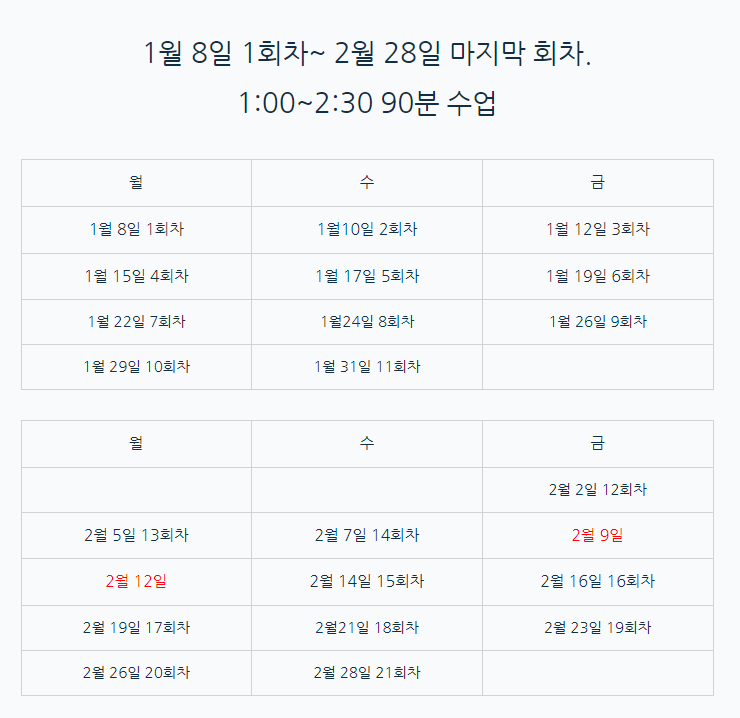 1월 8일 1회차~ 2월 28일 마지막 회차.
1:00~2:30 90분 수업
월 수 금
1월 8일 1회차 1월10일 2회차 1월 12일 3회차
1월 15일 4회차 1월 17일 5회차 1월 19일 6회차
1월 22일 7회차 1월24일 8회차 1월 26일 9회차
1월 29일 10회차 1월 31일 11회차
월 수 금
2월 2일 12회차
2월 5일 13회차 2월 7일 14회차 2월 9일
2월 12일 2월 14일 15회차 2월 16일 16회차
2월 19일 17회차 2월21일 18회차 2월 23일 19회차
2월 26일 20회차 2월 28일 21회차